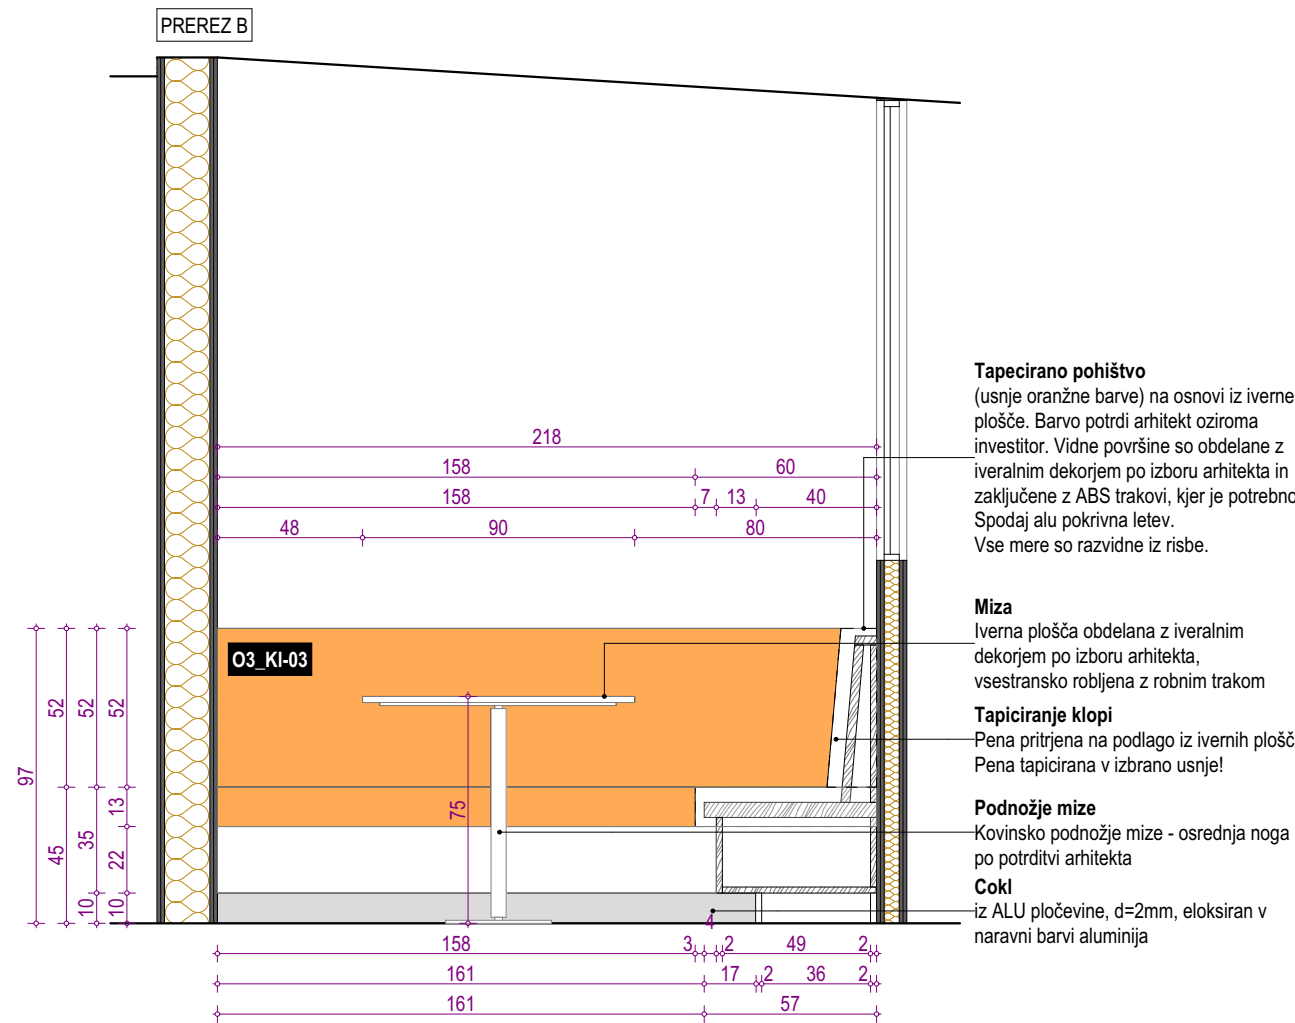 PREREZ B
218
158 60
158 7 13 40
48 90 80
O3_KI-03
97
52 52 52
45 35 13
22
10 10
75
4
158 3 2 49 2
161 17 2 36 2
161 57
Tapecirano pohištvo
(usnje oranžne barve) na osnovi iz iverne
plošče. Barvo potrdi arhitekt oziroma
investitor. Vidne površine so obdelane z
iveralnim dekorjem po izboru arhitekta in
zaključene z ABS trakovi, kjer je potrebno
Spodaj alu pokrivna letev.
Vse mere so razvidne iz risbe.
Miza
Iverna plošča obdelana z iveralnim
dekorjem po izboru arhitekta,
vsestransko robljena z robnim trakom
Tapiciranje klopi
Pena pritrjena na podlago iz ivernih plošč
Pena tapicirana v izbrano usnje!
Podnožje mize
Kovinsko podnožje mize - osrednja noga
po potrditvi arhitekta
Cokl
iz ALU pločevine, d=2mm, eloksiran v
naravni barvi aluminija